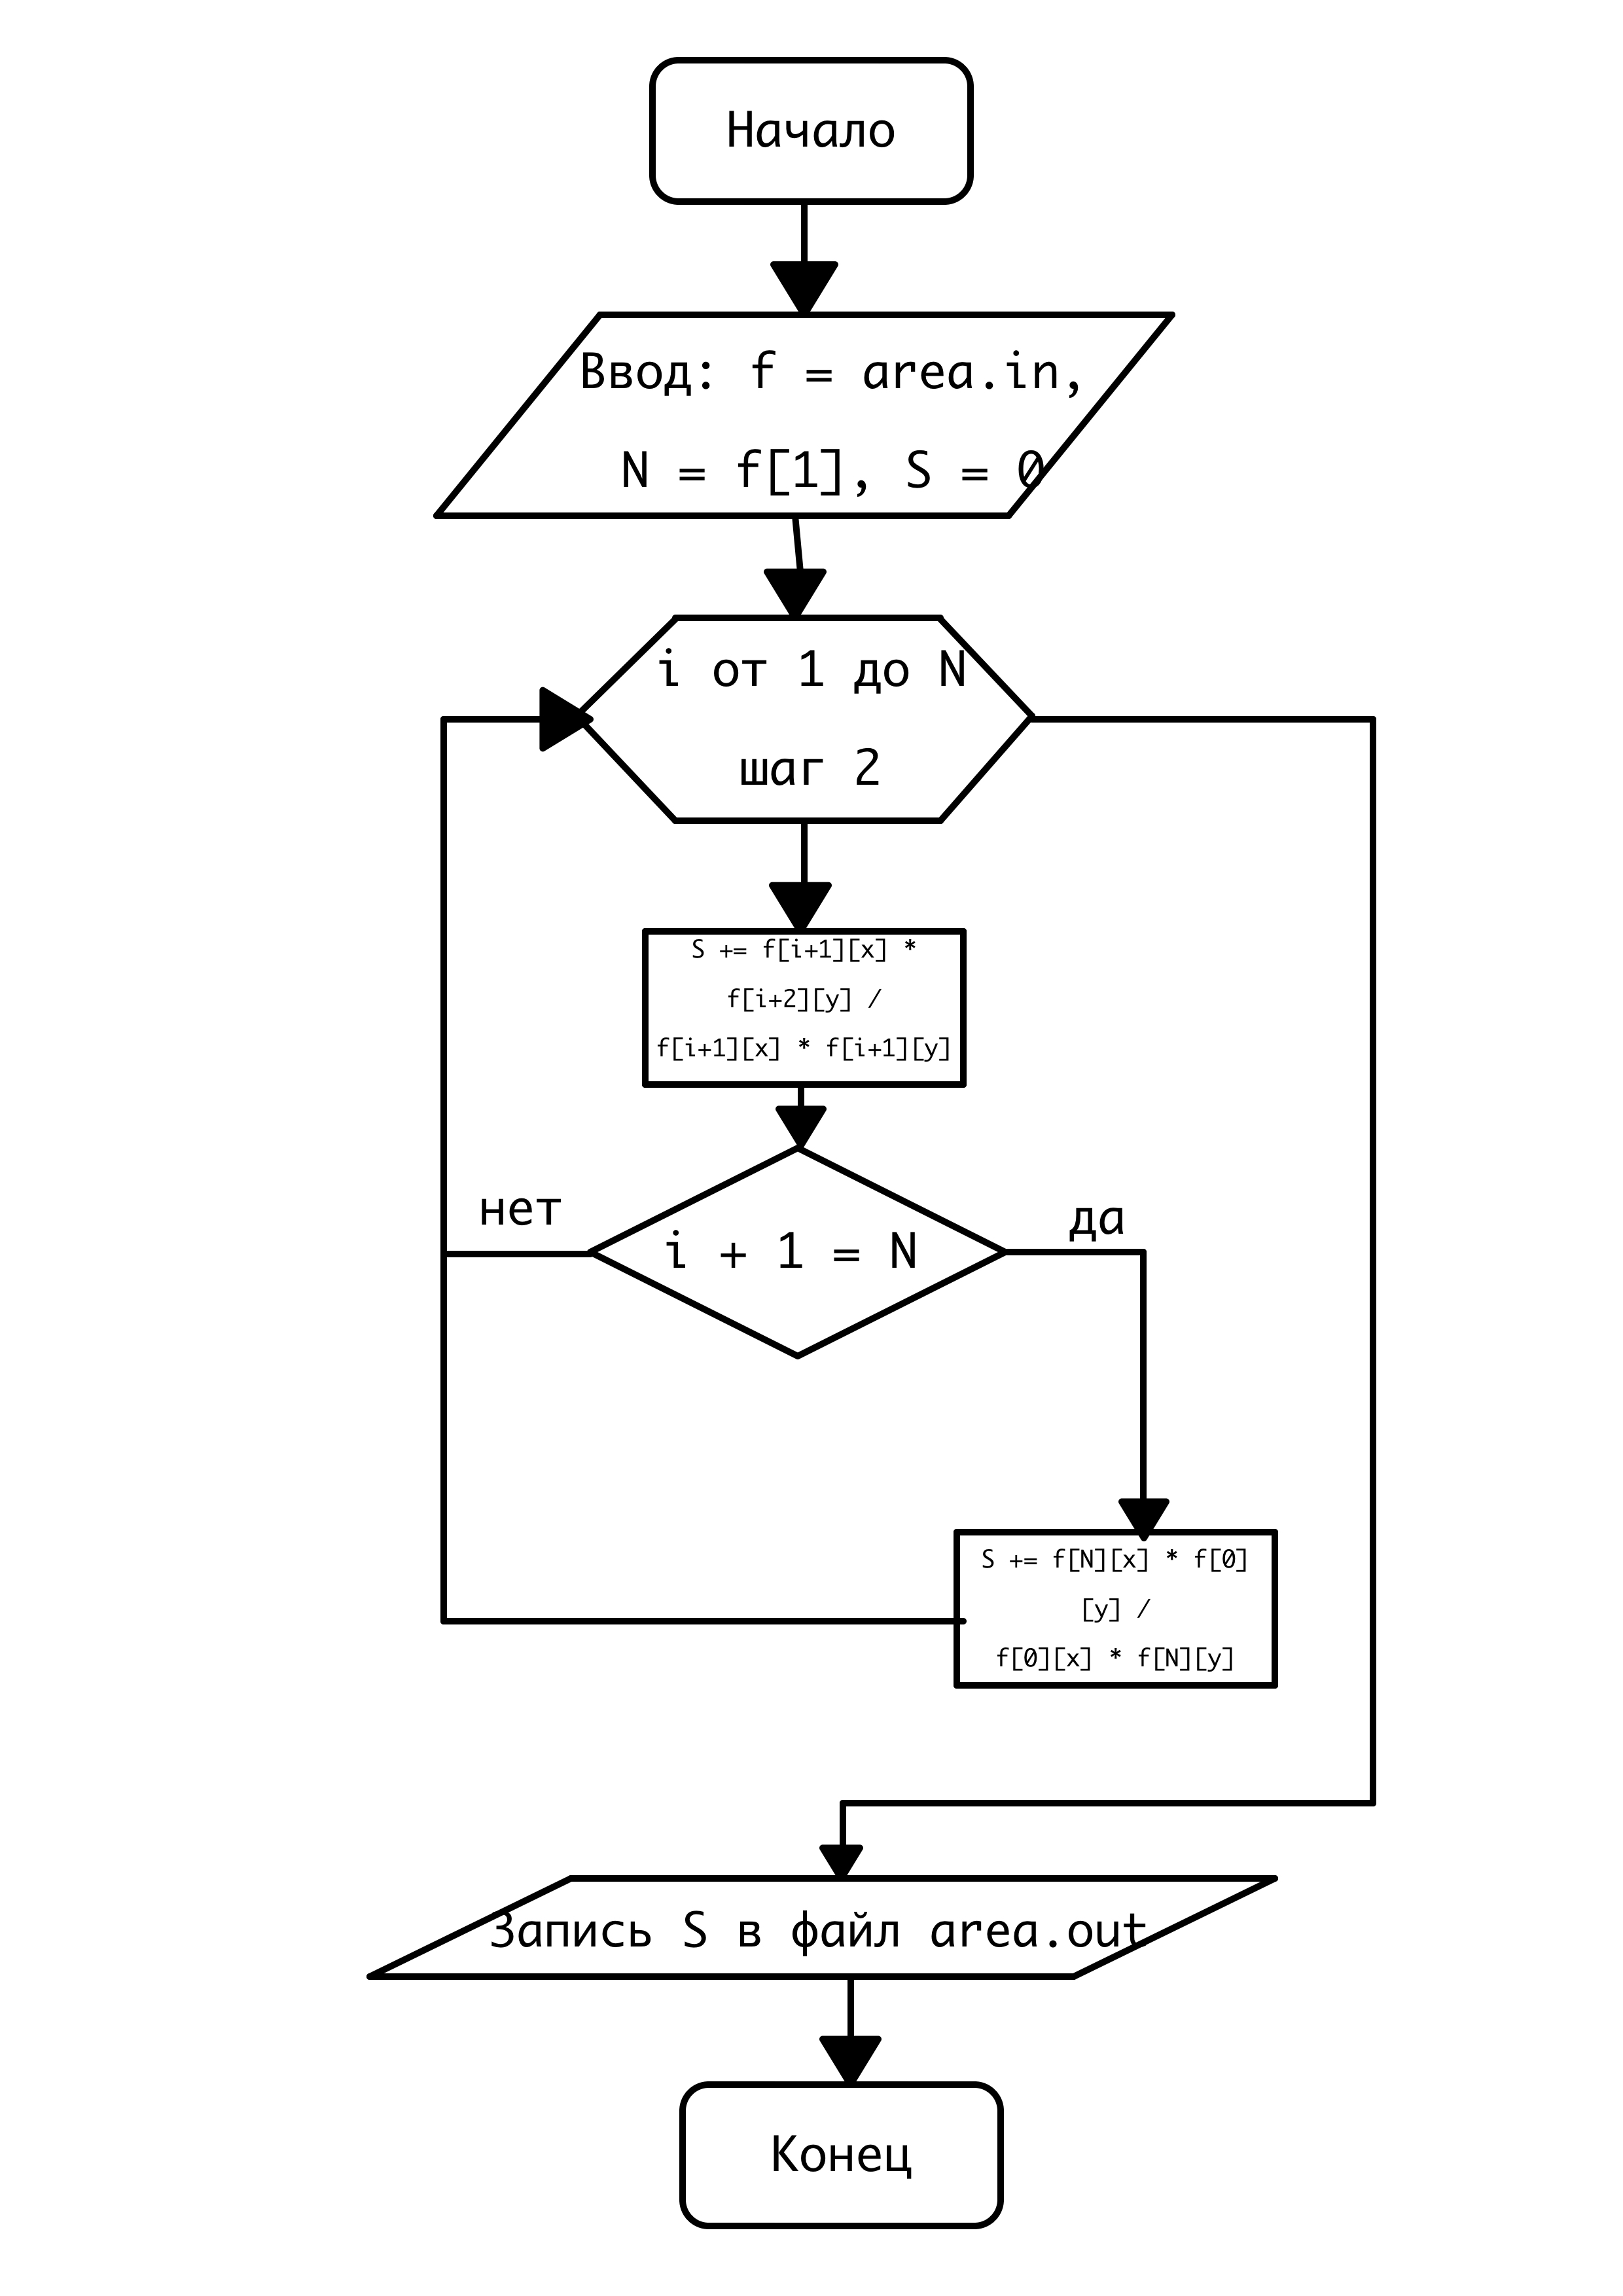 Начало
Ввод: f = area.in,
N = f[1], S = 0
i от 1 до N
шаг 2
S += f[i+1][x] *
f[i+2][y] /
f[i+1][x] * f[i+1][y]
нет
i + 1 = N
да
S += f[N][x] * f[0]
[y] /
f[0][x] * f[N][y]
Запись S в файл area.out
Конец